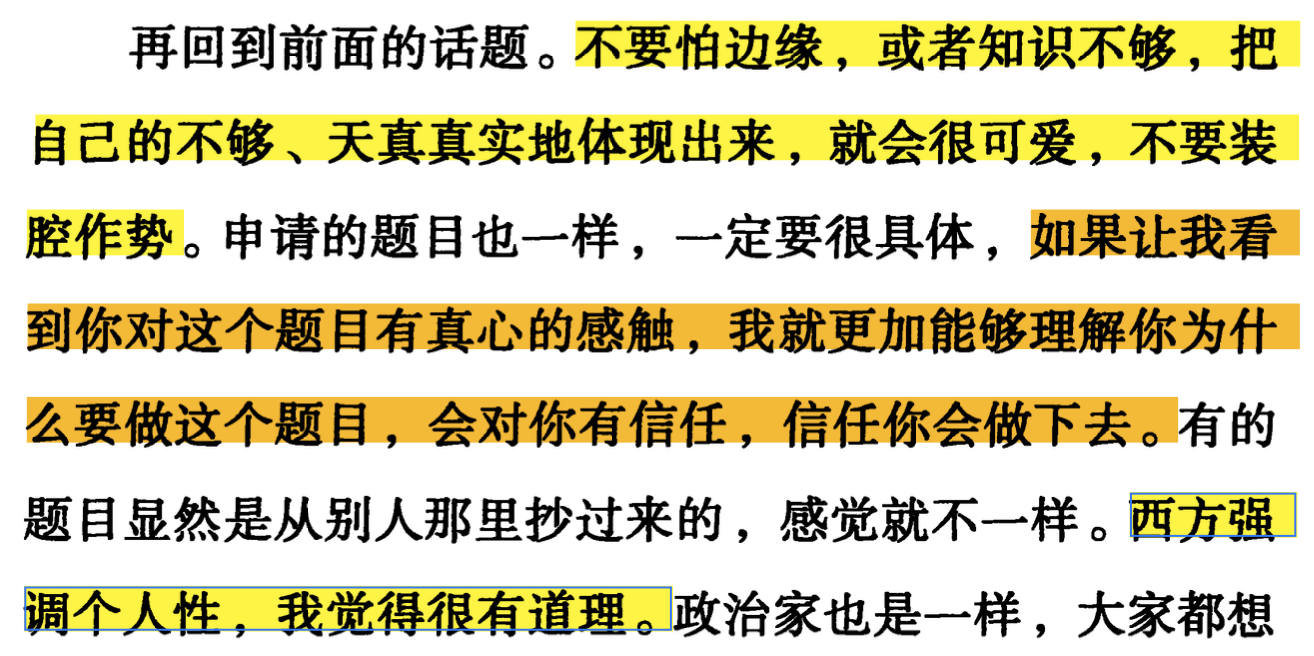 再回到前面的话题。不要怕边缘，或者知识不够，把
自己的不够、天真真实地体现出来，就会很可爱，不要装
腔作势。申请的题目也一样，一定要很具体，如果让我看
到你对这个题目有真心的感触，我就更加能够理解你为什
么要做这个题目，会对你有信任，信任你会做下去。有的
题目显然是从别人那里抄过来的，感觉就不一样。西方强
调个人性，我觉得很有道理。政治家也是一样，大家都想